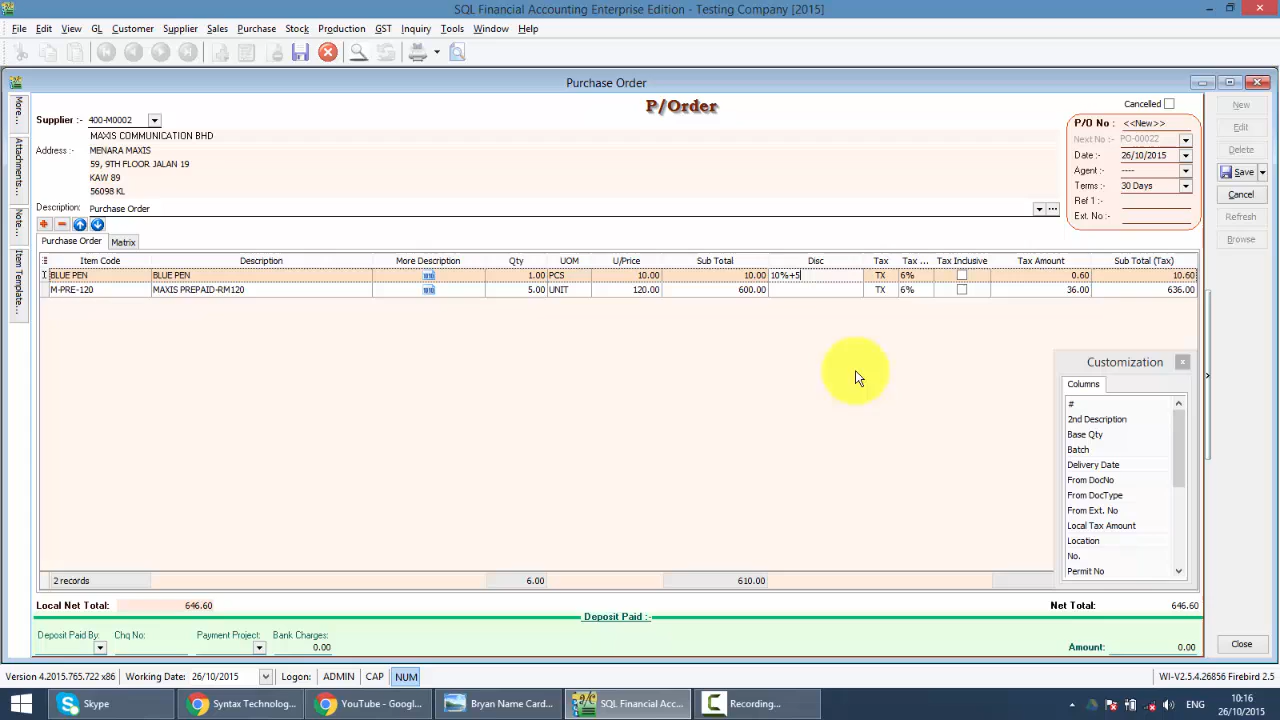 SQL Financial Accounting Enterprise Edition - Testing Company [2015]
File Edit View GL Customer Supplier Sales Purchase Stock Production GST Inquiry Tools Window Help
Purchase Order
P/Order
Cancelled
Supplier :- 400-M0002
MAXIS COMMUNICATION BHD
Address :- MENARA MAXIS
59, 9TH FLOOR JALAN 19
KAW 89
56098 KL
Description: Purchase Order
P/O No : <<New>>
Next No :- PO-00022
Date :- 26/10/2015
Agent :- ----
Terms :- 30 Days
Ref 1 :-
Ext. No :-
New
Edit
Delete
Save
Cancel
Refresh
Browse
More...
Attachments...
Note...
Item Template...
Purchase Order Matrix
Item Code Description More Description Qty UOM U/Price Sub Total Disc Tax Tax ... Tax Inclusive Tax Amount Sub Total (Tax)
BLUE PEN BLUE PEN 1.00 PCS 10.00 10.00 10%+5 TX 6% 0.60 10.60
M-PRE-120 MAXIS PREPAID-RM120 5.00 UNIT 120.00 600.00 TX 6% 36.00 636.00
Customization
Columns
#
2nd Description
Base Qty
Batch
Delivery Date
From DocNo
From DocType
From Ext. No
Local Tax Amount
Location
No.
Permit No
2 records 6.00 610.00
Local Net Total: 646.60 Net Total: 646.60
Deposit Paid :-
Deposit Paid By: Chq No: Payment Project: Bank Charges:
0.00 Amount: 0.00
Close
Version 4.2015.765.722 x86 Working Date: 26/10/2015 Logon: ADMIN CAP NUM WI-V2.5.4.26856 Firebird 2.5
Skype Syntax Technolog... YouTube - Googl... Bryan Name Card... SQL Financial Acc... Recording... ENG 10:16
26/10/2015